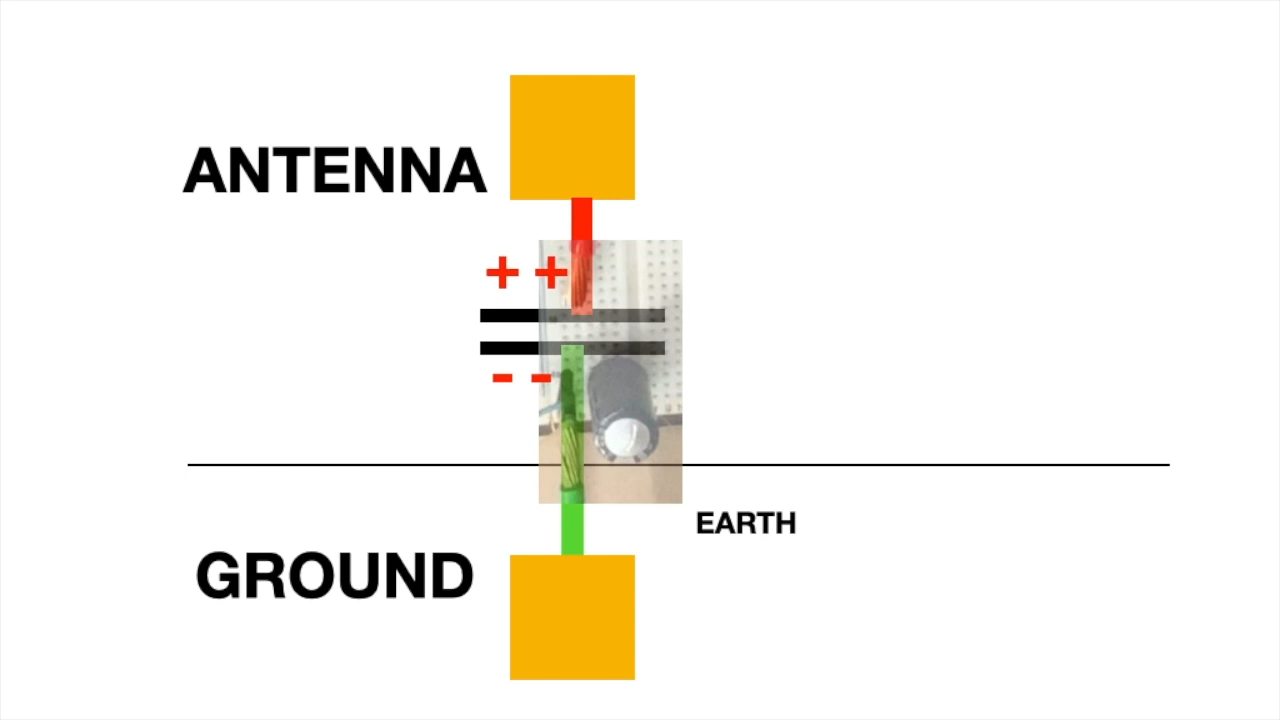 ANTENNA
+ +
- -
EARTH
GROUND